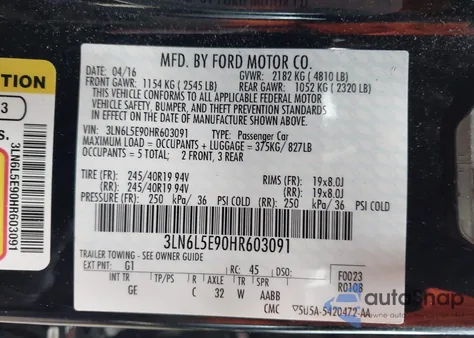 MFD. BY FORD MOTOR CO.
DATE: 04/16 GVWR: 2182 KG ( 4810 LB)
FRONT GAWR: 1154 KG ( 2545 LB) REAR GAWR: 1052 KG ( 2320 LB)
THIS VEHICLE CONFORMS TO ALL APPLICABLE FEDERAL MOTOR
VEHICLE SAFETY, BUMPER, AND THEFT PREVENTION STANDARDS
IN EFFECT ON THE DATE OF MANUFACTURE SHOWN ABOVE.
VIN: 3LN6L5E90HR603091 TYPE: Passenger Car
MAXIMUM LOAD = OCCUPANTS + LUGGAGE = 375KG/827LB
OCCUPANTS = 5 TOTAL; 2 FRONT, 3 REAR
TIRE (FR): 245/40R19 94V RIMS (FR): 19x8.0J
(RR): 245/40R19 94V (RR): 19x8.0J
PRESSURE (FR): 250 kPa/ 36 PSI COLD (RR): 250 kPa/ 36 PSI COLD
3LN6L5E90HR603091
TRAILER TOWING - SEE OWNER GUIDE
EXT PNT: G1 RC: 45 DSO: F0023
R0108
INT TR TP/PS R AXLE TR SPR
GE C 32 W AABB
CMC ▽5U5A-5420472-AA
AutoSnap
UTION
3
S.
3LN6L5E90HR603091